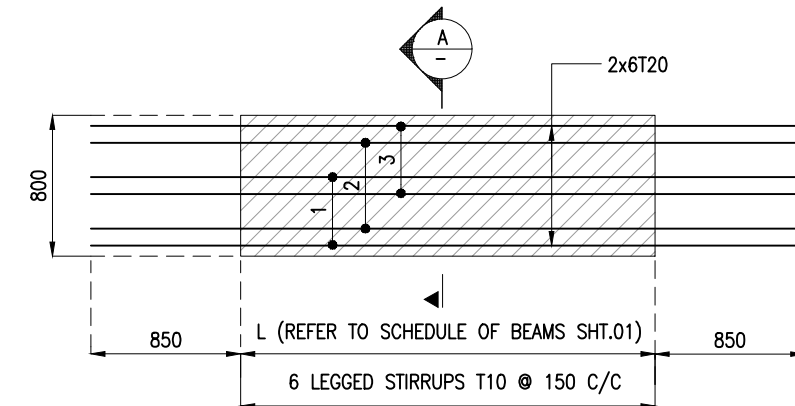 A
–
2x6T20
800
1
2
3
850
L (REFER TO SCHEDULE OF BEAMS SHT.01)
850
6 LEGGED STIRRUPS T10 @ 150 C/C